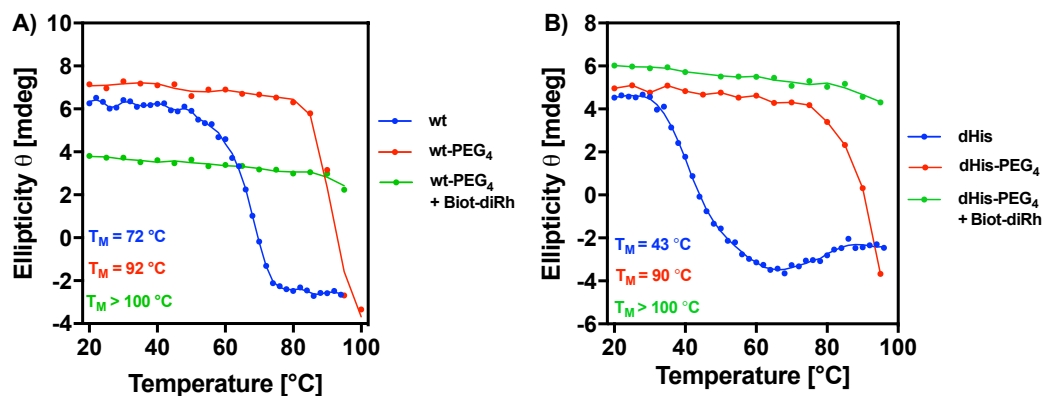 A)
Ellipticity θ [mdeg]
10
8
6
4
2
0
-2
-4
20
40
60
80
100
Temperature [°C]
T_M = 72 °C
T_M = 92 °C
T_M > 100 °C
wt
wt-PEG₄
wt-PEG₄
+ Biot-diRh
B)
Ellipticity θ [mdeg]
8
6
4
2
0
-2
-4
-6
20
40
60
80
100
Temperature [°C]
T_M = 43 °C
T_M = 90 °C
T_M > 100 °C
dHis
dHis-PEG₄
dHis-PEG₄
+ Biot-diRh